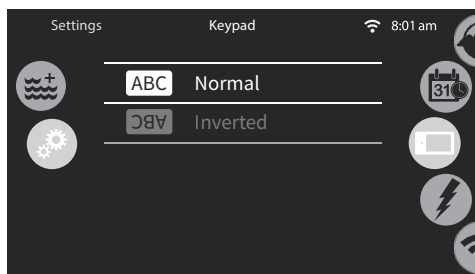 Settings
Keypad
8:01 am
ABC Normal
ABC Inverted
31